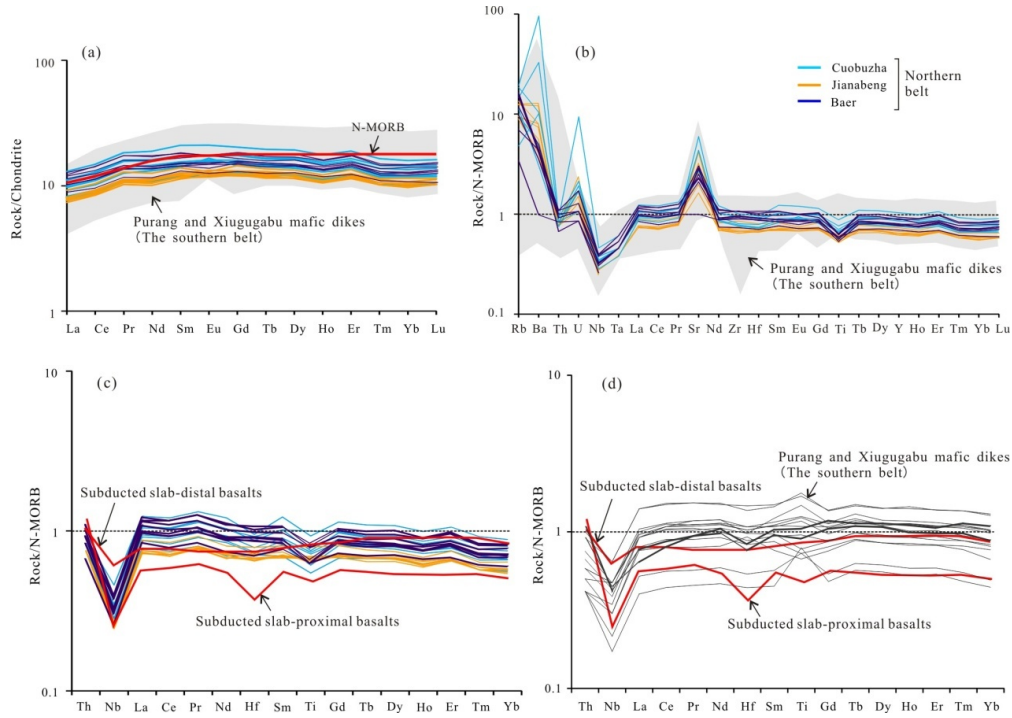 (a)
100
10
1
Rock/Chondrite
N-MORB
Purang and Xiugugabu mafic dikes
(The southern belt)
La Ce Pr Nd Sm Eu Gd Tb Dy Ho Er Tm Yb Lu
(b)
100
10
1
0.1
Rock/N-MORB
Cuobuzha
Jianabeng
Baer
Northern
belt
Purang and Xiugugabu mafic dikes
(The southern belt)
Rb Ba Th U Nb Ta La Ce Pr Sr Nd Zr Hf Sm Eu Gd Ti Tb Dy Y Ho Er Tm Yb Lu
(c)
10
1
0.1
Rock/N-MORB
Subducted slab-distal basalts
Subducted slab-proximal basalts
Th Nb La Ce Pr Nd Hf Sm Ti Gd Tb Dy Ho Er Tm Yb
(d)
10
1
0.1
Rock/N-MORB
Purang and Xiugugabu mafic dikes
(The southern belt)
Subducted slab-distal basalts
Subducted slab-proximal basalts
Th Nb La Ce Pr Nd Hf Sm Ti Gd Tb Dy Ho Er Tm Yb